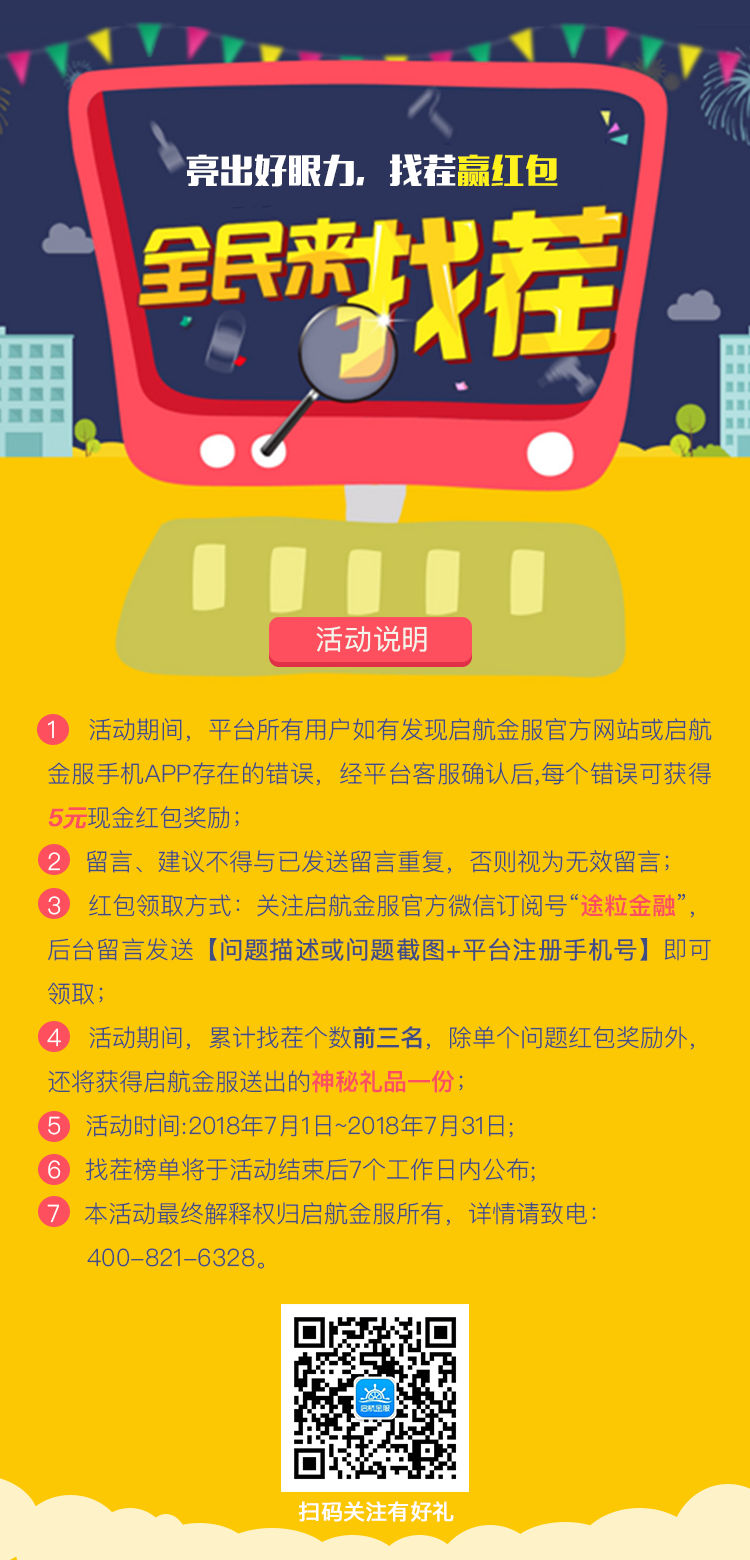 亮出好眼力，找茬赢红包
全民来找茬
活动说明
1 活动期间，平台所有用户如有发现启航金服官方网站或启航
金服手机APP存在的错误，经平台客服确认后,每个错误可获得
5元现金红包奖励；
2 留言、建议不得与已发送留言重复，否则视为无效留言；
3 红包领取方式：关注启航金服官方微信订阅号“途粒金融”，
后台留言发送【问题描述或问题截图+平台注册手机号】即可
领取；
4 活动期间，累计找茬个数前三名，除单个问题红包奖励外，
还将获得启航金服送出的神秘礼品一份；
5 活动时间:2018年7月1日~2018年7月31日;
6 找茬榜单将于活动结束后7个工作日内公布;
7 本活动最终解释权归启航金服所有，详情请致电：
400-821-6328。
启航金服
扫码关注有好礼